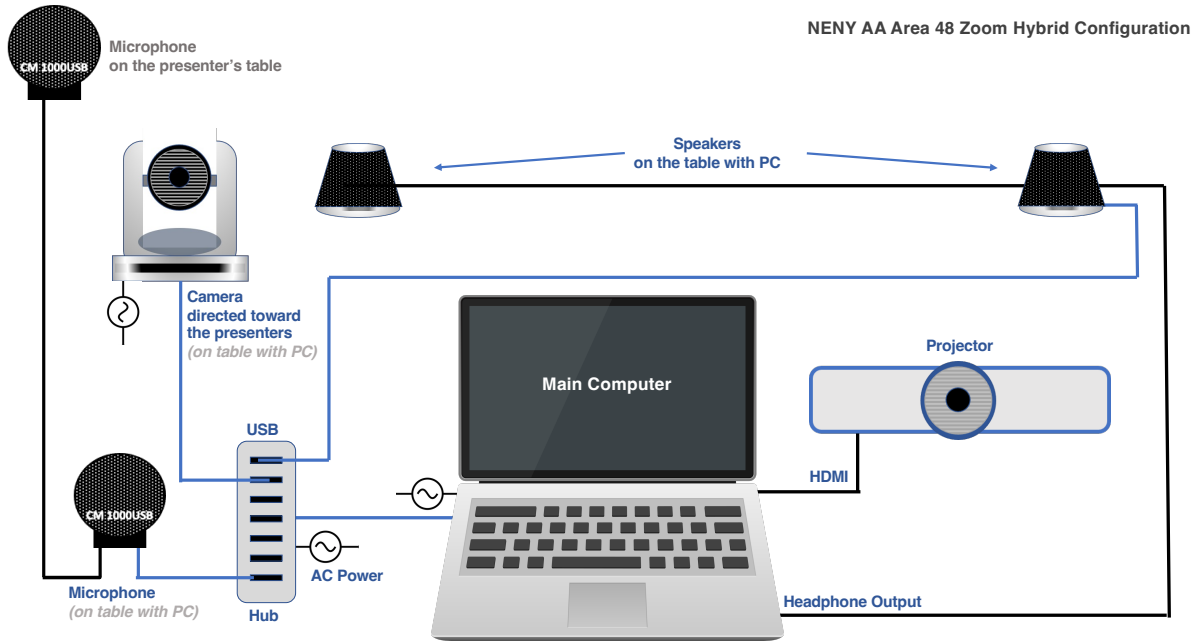 NENY AA Area 48 Zoom Hybrid Configuration
CM 1000USB
Microphone
on the presenter's table
Speakers
on the table with PC
Camera
directed toward
the presenters
(on table with PC)
Main Computer
Projector
USB
HDMI
CM 1000USB
AC Power
Microphone
(on table with PC)
Hub
Headphone Output